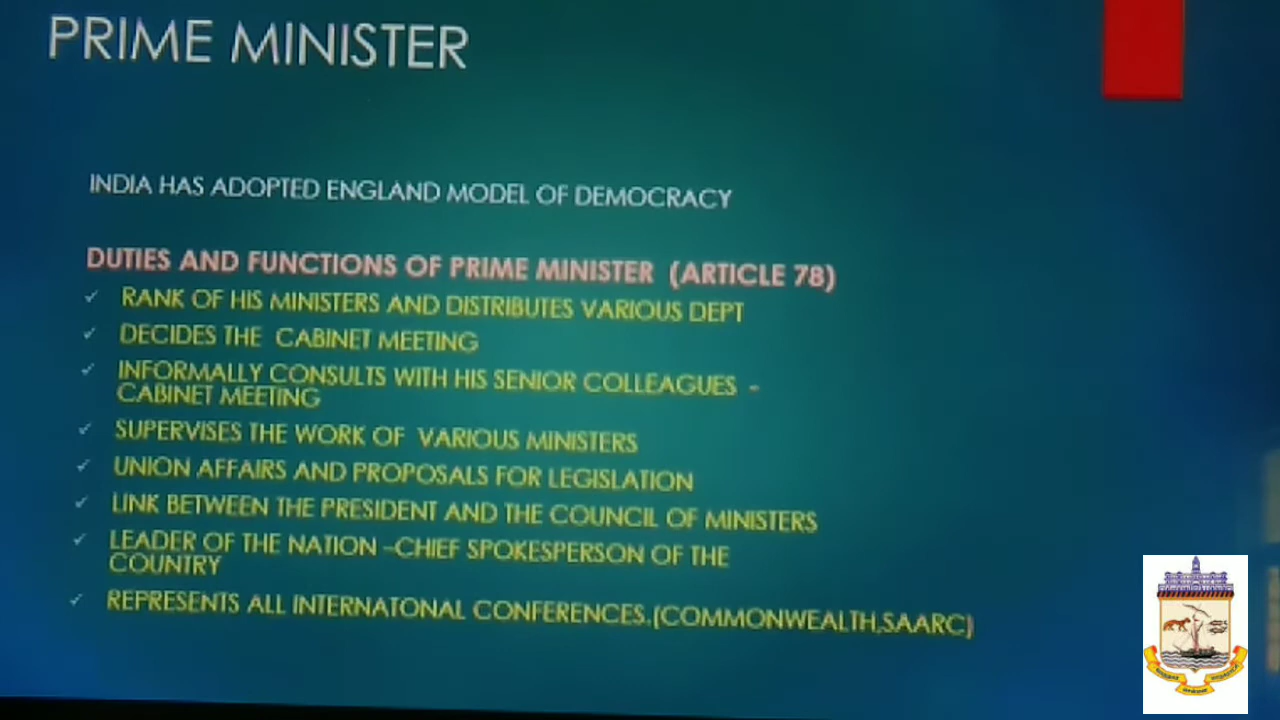 PRIME MINISTER
INDIA HAS ADOPTED ENGLAND MODEL OF DEMOCRACY
DUTIES AND FUNCTIONS OF PRIME MINISTER (ARTICLE 78)
✓ RANK OF HIS MINISTERS AND DISTRIBUTES VARIOUS DEPT
✓ DECIDES THE CABINET MEETING
✓ INFORMALLY CONSULTS WITH HIS SENIOR COLLEAGUES -
CABINET MEETING
✓ SUPERVISES THE WORK OF VARIOUS MINISTERS
✓ UNION AFFAIRS AND PROPOSALS FOR LEGISLATION
✓ LINK BETWEEN THE PRESIDENT AND THE COUNCIL OF MINISTERS
✓ LEADER OF THE NATION –CHIEF SPOKESPERSON OF THE
COUNTRY
✓ REPRESENTS ALL INTERNATONAL CONFERENCES.(COMMONWEALTH,SAARC)